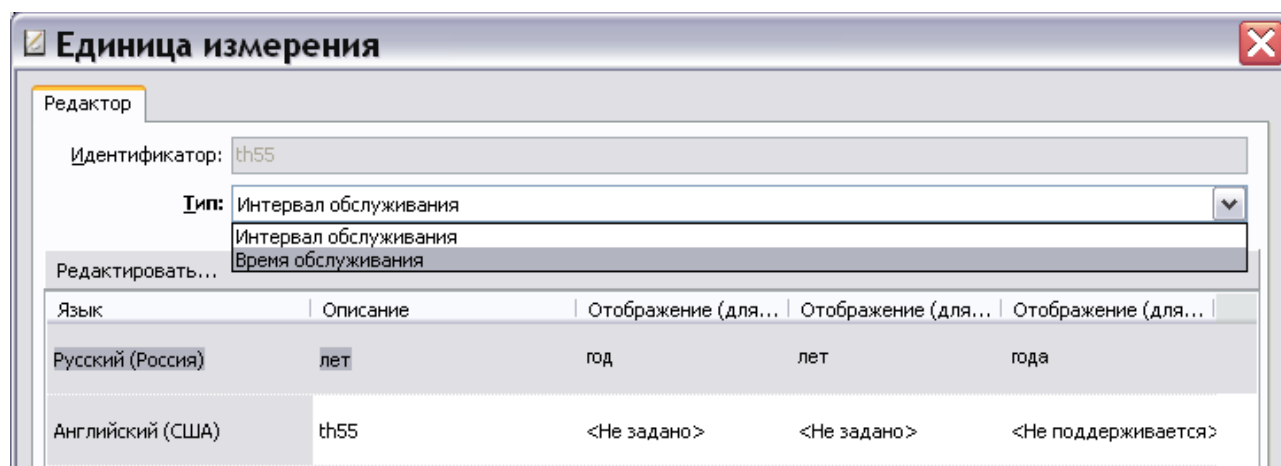 Единица измерения
Редактор
Идентификатор: th55
Тип: Интервал обслуживания
Интервал обслуживания
Время обслуживания
Редактировать...
Язык Описание Отображение (для... Отображение (для... Отображение (для...
Русский (Россия) лет год лет года
Английский (США) th55 <Не задано> <Не задано> <Не поддерживается>